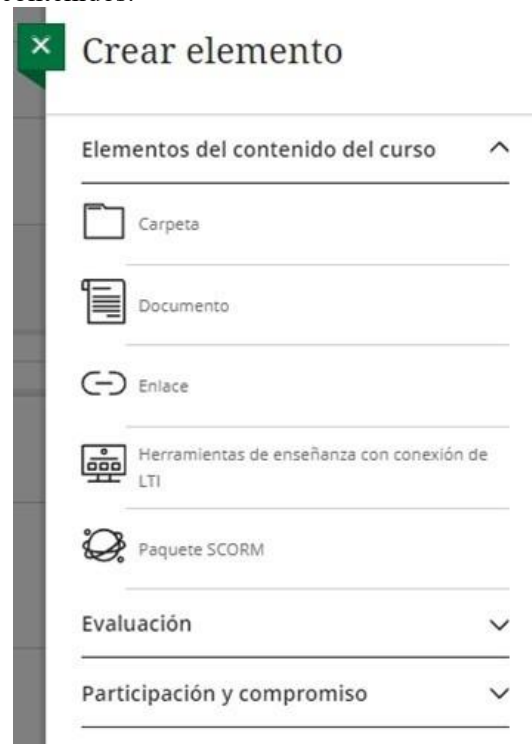 contenidos.
Crear elemento
Elementos del contenido del curso
Carpeta
Documento
Enlace
Herramientas de enseñanza con conexión de
LTI
Paquete SCORM
Evaluación
Participación y compromiso